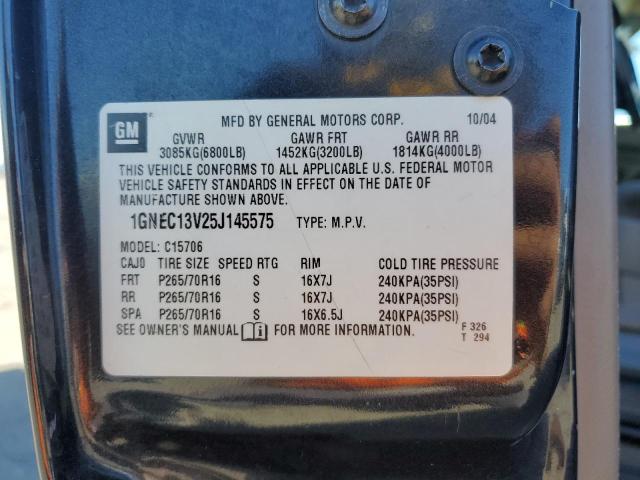 GM MFD BY GENERAL MOTORS CORP. 10/04
GVWR GAWR FRT GAWR RR
3085KG(6800LB) 1452KG(3200LB) 1814KG(4000LB)
THIS VEHICLE CONFORMS TO ALL APPLICABLE U.S. FEDERAL MOTOR
VEHICLE SAFETY STANDARDS IN EFFECT ON THE DATE OF
MANUFACTURE SHOWN ABOVE.
1GNEC13V25J145575 TYPE: M.P.V.
MODEL: C15706
CAJ0 TIRE SIZE SPEED RTG RIM COLD TIRE PRESSURE
FRT P265/70R16 S 16X7J 240KPA(35PSI)
RR P265/70R16 S 16X7J 240KPA(35PSI)
SPA P265/70R16 S 16X6.5J 240KPA(35PSI)
SEE OWNER'S MANUAL FOR MORE INFORMATION. F 326
T 294